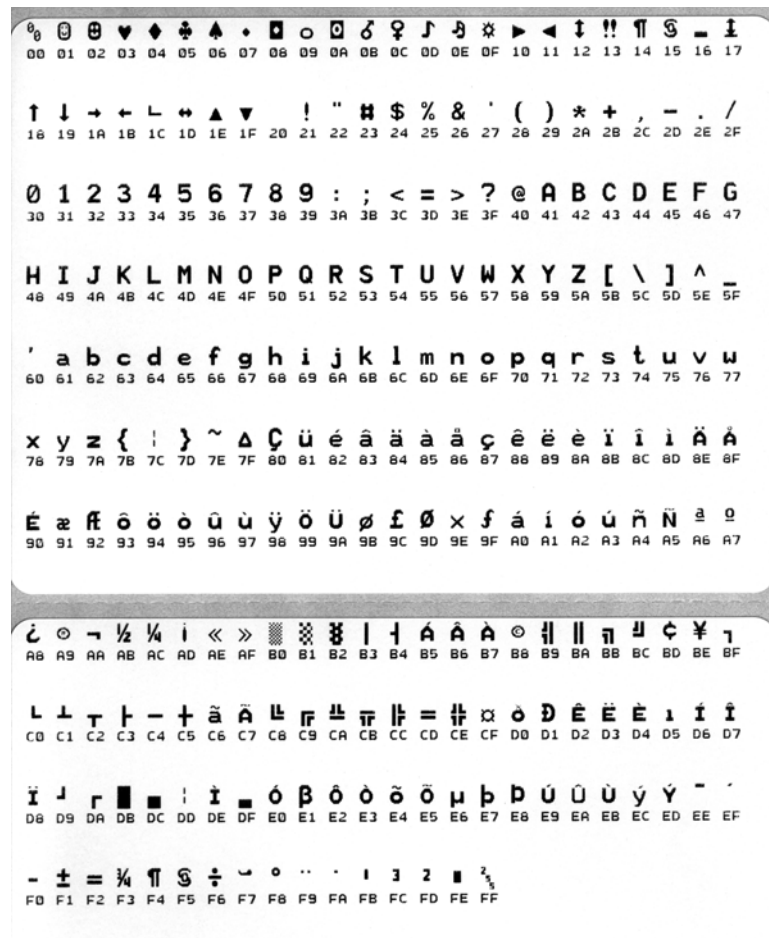 ⁰₀ ☺ ☻ ♥ ♦ ♣ ♠ • ◘ ○ ◙ ♂ ♀ ♪ ♫ ☼ ► ◄ ↕ ‼ ¶ § ▬ ↨
00 01 02 03 04 05 06 07 08 09 0A 0B 0C 0D 0E 0F 10 11 12 13 14 15 16 17
↑ ↓ → ← ∟ ↔ ▲ ▼ ! " # $ % & ' ( ) * + , - . /
18 19 1A 1B 1C 1D 1E 1F 20 21 22 23 24 25 26 27 28 29 2A 2B 2C 2D 2E 2F
0 1 2 3 4 5 6 7 8 9 : ; < = > ? @ A B C D E F G
30 31 32 33 34 35 36 37 38 39 3A 3B 3C 3D 3E 3F 40 41 42 43 44 45 46 47
H I J K L M N O P Q R S T U V W X Y Z [ \ ] ^ _
48 49 4A 4B 4C 4D 4E 4F 50 51 52 53 54 55 56 57 58 59 5A 5B 5C 5D 5E 5F
' a b c d e f g h i j k l m n o p q r s t u v w
60 61 62 63 64 65 66 67 68 69 6A 6B 6C 6D 6E 6F 70 71 72 73 74 75 76 77
x y z { ¦ } ~ ∆ Ç ü é â ä à å ç ê ë è ï î ì Ä Å
78 79 7A 7B 7C 7D 7E 7F 80 81 82 83 84 85 86 87 88 89 8A 8B 8C 8D 8E 8F
É æ Æ ô ö ò û ù ÿ Ö Ü ø £ Ø × ƒ á í ó ú ñ Ñ ª º
90 91 92 93 94 95 96 97 98 99 9A 9B 9C 9D 9E 9F A0 A1 A2 A3 A4 A5 A6 A7
¿ ® ¬ ½ ¼ ¡ « » ░ ▒ ▓ │ ┤ Á Â À © ╣ ║ ╗ ╝ ¢ ¥ ┐
A8 A9 AA AB AC AD AE AF B0 B1 B2 B3 B4 B5 B6 B7 B8 B9 BA BB BC BD BE BF
└ ┴ ┬ ├ ─ ┼ ã Ã ╚ ╔ ╩ ╦ ╠ ═ ╬ ¤ ò Ð Ê Ë È ı Í Î
C0 C1 C2 C3 C4 C5 C6 C7 C8 C9 CA CB CC CD CE CF D0 D1 D2 D3 D4 D5 D6 D7
Ï ┘ ┌ █ ▄ ¦ Ì ▄ Ó β Ô Ò õ Õ µ þ Þ Ú Û Ù ý Ý ¯ ´
D8 D9 DA DB DC DD DE DF E0 E1 E2 E3 E4 E5 E6 E7 E8 E9 EA EB EC ED EE EF
- ± = ¾ ¶ § ÷ ¸ ° ¨ · ı 3 2 ■ ²₅₅
F0 F1 F2 F3 F4 F5 F6 F7 F8 F9 FA FB FC FD FE FF